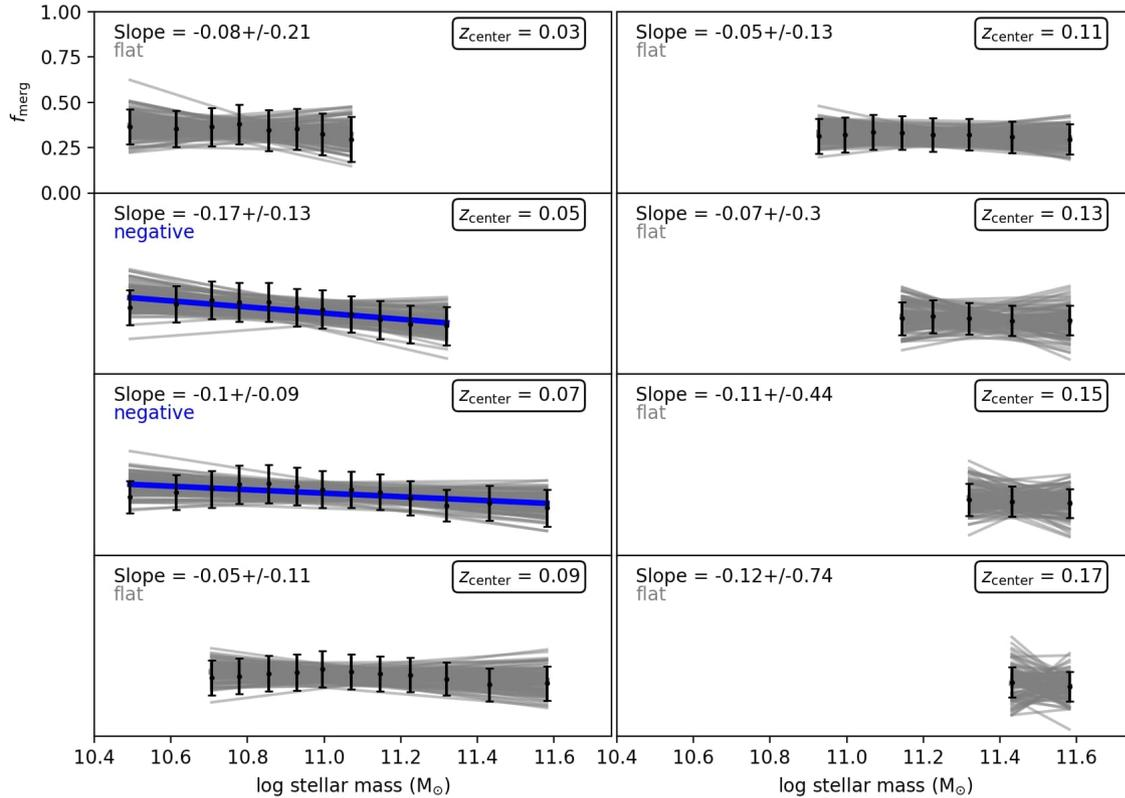 1.00
0.75
0.50
0.25
0.00
f_merg
Slope = -0.08+/-0.21
flat
z_center = 0.03
Slope = -0.05+/-0.13
flat
z_center = 0.11
Slope = -0.17+/-0.13
negative
z_center = 0.05
Slope = -0.07+/-0.3
flat
z_center = 0.13
Slope = -0.1+/-0.09
negative
z_center = 0.07
Slope = -0.11+/-0.44
flat
z_center = 0.15
Slope = -0.05+/-0.11
flat
z_center = 0.09
Slope = -0.12+/-0.74
flat
z_center = 0.17
10.4 10.6 10.8 11.0 11.2 11.4 11.6 10.4 10.6 10.8 11.0 11.2 11.4 11.6
log stellar mass (M⊙) log stellar mass (M⊙)